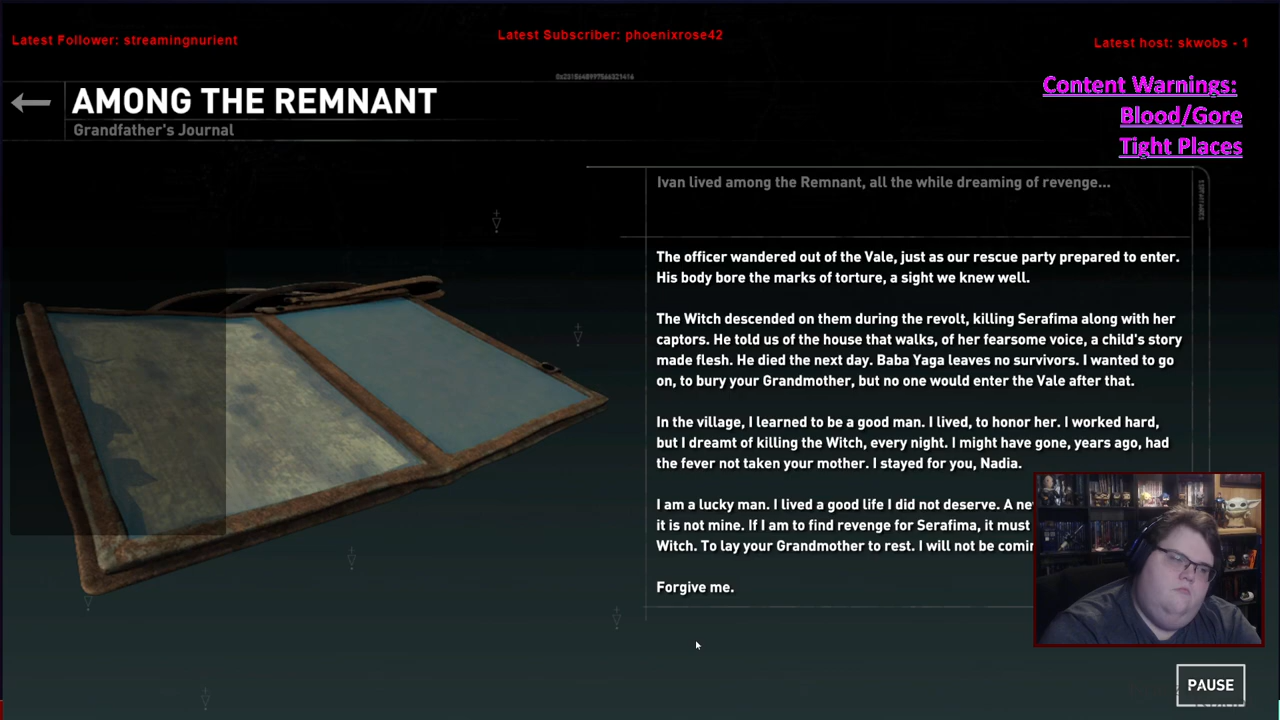 Latest Follower: streamingnurient
Latest Subscriber: phoenixrose42
Latest host: skwobs - 1
Content Warnings:
Blood/Gore
Tight Places
AMONG THE REMNANT
Grandfather's Journal
Ivan lived among the Remnant, all the while dreaming of revenge...
The officer wandered out of the Vale, just as our rescue party prepared to enter.
His body bore the marks of torture, a sight we knew well.
The Witch descended on them during the revolt, killing Serafima along with her
captors. He told us of the house that walks, of her fearsome voice, a child's story
made flesh. He died the next day. Baba Yaga leaves no survivors. I wanted to go
on, to bury your Grandmother, but no one would enter the Vale after that.
In the village, I learned to be a good man. I lived, to honor her. I worked hard,
but I dreamt of killing the Witch, every night. I might have gone, years ago, had
the fever not taken your mother. I stayed for you, Nadia.
I am a lucky man. I lived a good life I did not deserve. A
it is not mine. If I am to find revenge for Serafima, it must
Witch. To lay your Grandmother to rest. I will not be
Forgive me.
PAUSE